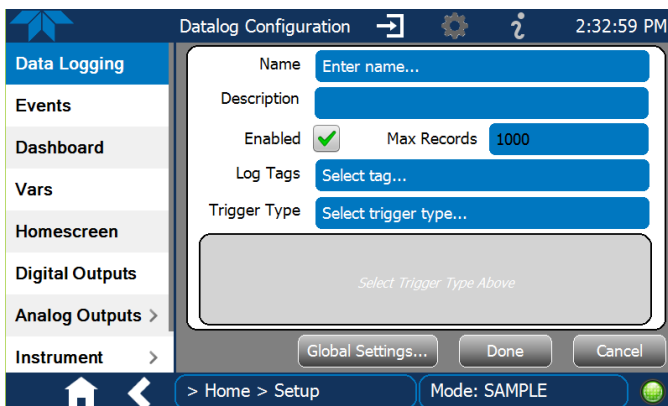 Datalog Configuration 2:32:59 PM
Data Logging
Events
Dashboard
Vars
Homescreen
Digital Outputs
Analog Outputs >
Instrument >
Name Enter name...
Description
Enabled Max Records 1000
Log Tags Select tag...
Trigger Type Select trigger type...
Select Trigger Type Above
Global Settings... Done Cancel
> Home > Setup Mode: SAMPLE